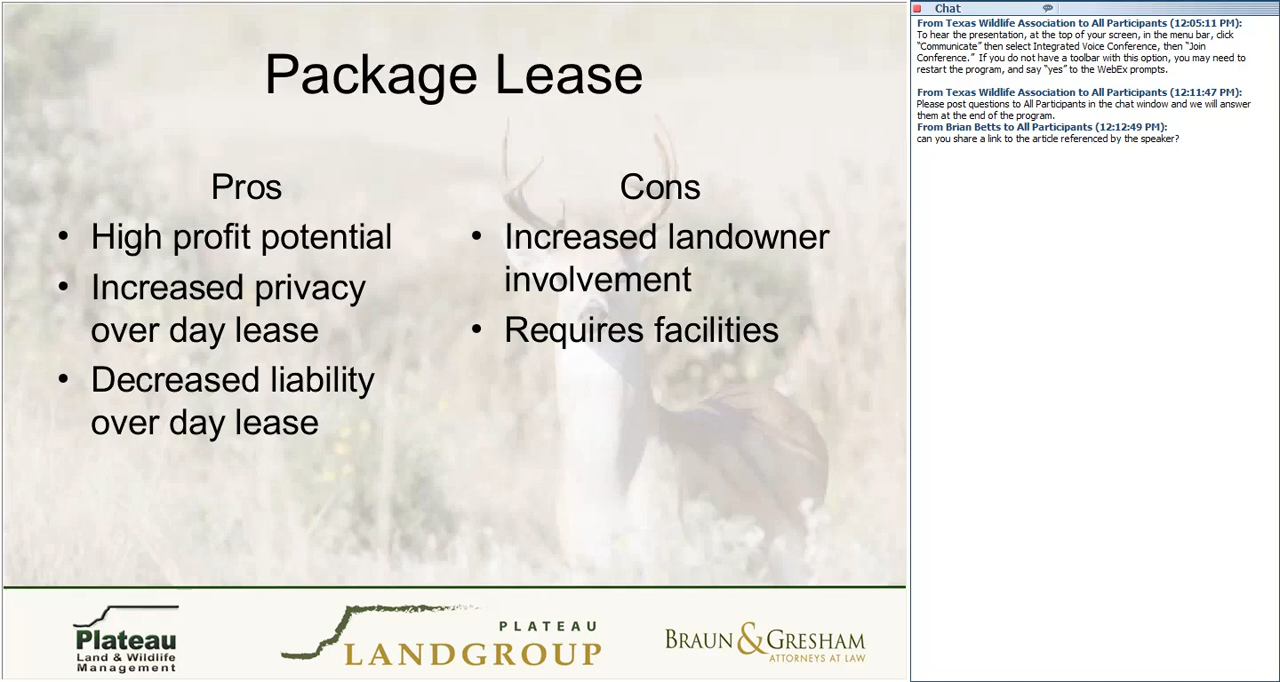 Package Lease
Pros
• High profit potential
• Increased privacy
over day lease
• Decreased liability
over day lease
Cons
• Increased landowner
involvement
• Requires facilities
Plateau
Land & Wildlife
Management
PLATEAU
LANDGROUP
BRAUN & GRESHAM
ATTORNEYS AT LAW
Chat
From Texas Wildlife Association to All Participants (12:05:11 PM):
To hear the presentation, at the top of your screen, in the menu bar, click
"Communicate" then select Integrated Voice Conference, then "Join
Conference." If you do not have a toolbar with this option, you may need to
restart the program, and say "yes" to the WebEx prompts.
From Texas Wildlife Association to All Participants (12:11:47 PM):
Please post questions to All Participants in the chat window and we will answer
them at the end of the program.
From Brian Betts to All Participants (12:12:49 PM):
can you share a link to the article referenced by the speaker?